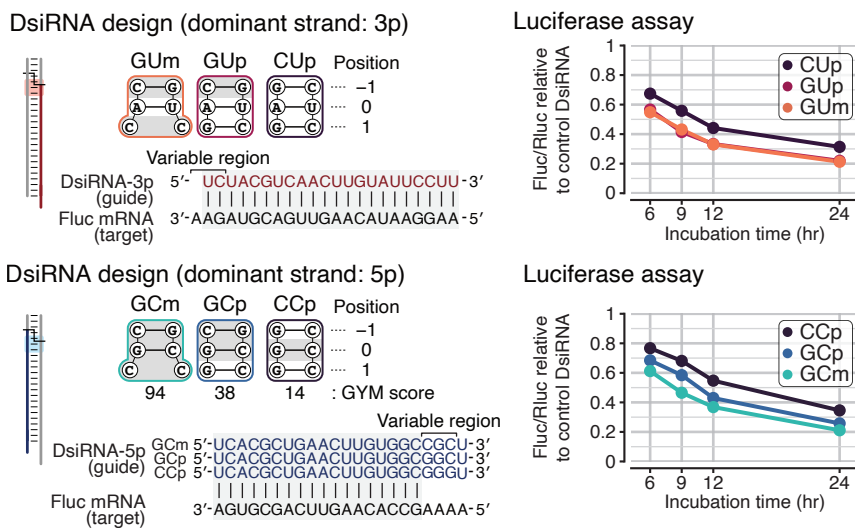 DsiRNA design (dominant strand: 3p)
GUm GUp CUp Position
C G C G G C −1
A U A U A U 0
C C G C G C 1
Variable region
DsiRNA-3p (guide) 5′-UCUACGUCAACUUGUAUUCCUU-3′
Fluc mRNA (target) 3′-AAGAUGCAGUUGAACAUAAGGAA-5′
Luciferase assay
Fluc/Rluc relative to control DsiRNA
1
0.8
0.6
0.4
0.2
0
CUp
GUp
GUm
6 9 12 24
Incubation time (hr)
DsiRNA design (dominant strand: 5p)
GCm GCp CCp Position
C G C G G C −1
G C G C G C 0
C C C G C G 1
94 38 14 : GYM score
Variable region
DsiRNA-5p (guide)
GCm 5′-UCACGCUGAACUUGUGGCCGCU-3′
GCp 5′-UCACGCUGAACUUGUGGCGGCU-3′
CCp 5′-UCACGCUGAACUUGUGGCGGGU-3′
Fluc mRNA (target) 3′-AGUGCGACUUGAACACCGAAAA-5′
Luciferase assay
Fluc/Rluc relative to control DsiRNA
1
0.8
0.6
0.4
0.2
0
CCp
GCp
GCm
6 9 12 24
Incubation time (hr)